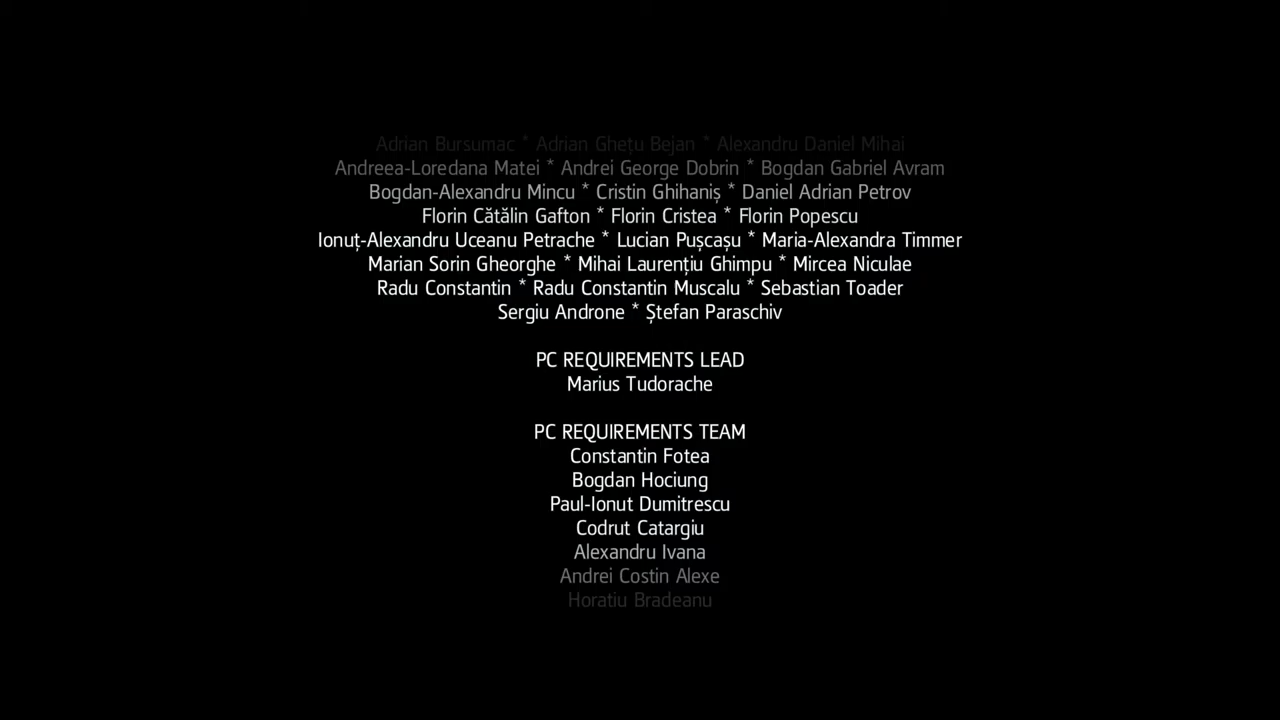 Adrian Bursumac * Adrian Ghețu Bejan * Alexandru Daniel Mihai
Andreea-Loredana Matei * Andrei George Dobrin * Bogdan Gabriel Avram
Bogdan-Alexandru Mincu * Cristin Ghihaniș * Daniel Adrian Petrov
Florin Cătălin Gafton * Florin Cristea * Florin Popescu
Ionuț-Alexandru Uceanu Petrache * Lucian Pușcașu * Maria-Alexandra Timmer
Marian Sorin Gheorghe * Mihai Laurențiu Ghimpu * Mircea Niculae
Radu Constantin * Radu Constantin Muscalu * Sebastian Toader
Sergiu Androne * Ștefan Paraschiv
PC REQUIREMENTS LEAD
Marius Tudorache
PC REQUIREMENTS TEAM
Constantin Fotea
Bogdan Hociung
Paul-Ionut Dumitrescu
Codrut Catargiu
Alexandru Ivana
Andrei Costin Alexe
Horatiu Bradeanu